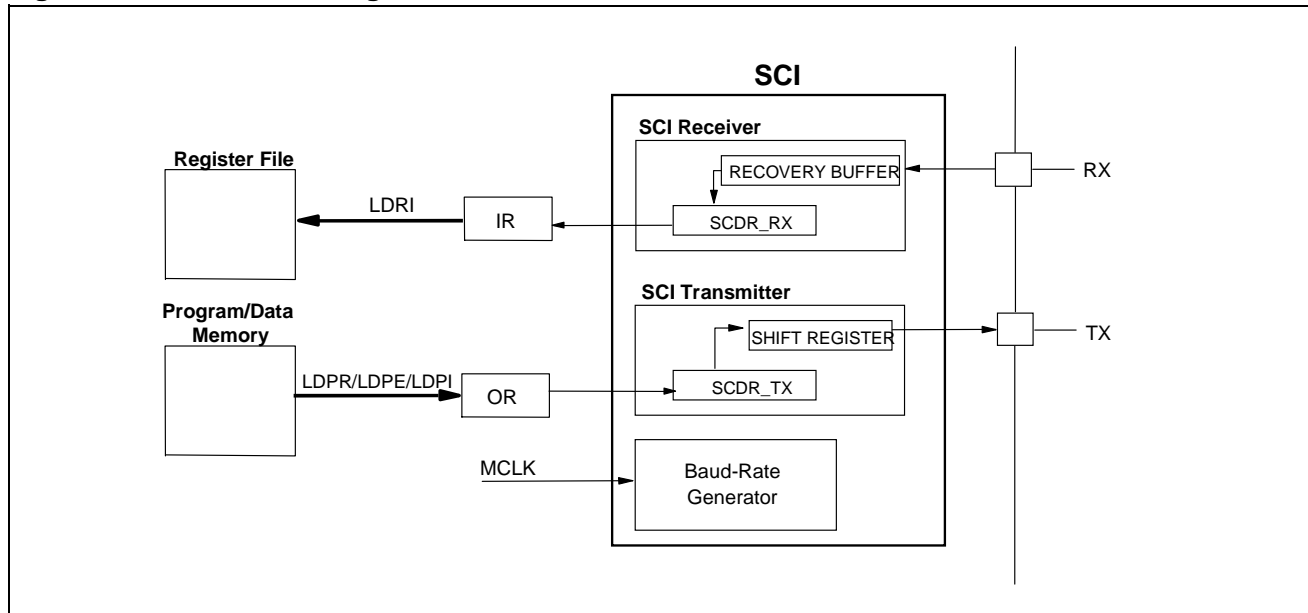 SCI
SCI Receiver
Register File
RECOVERY BUFFER
RX
LDRI
IR
SCDR_RX
SCI Transmitter
Program/Data
Memory
SHIFT REGISTER
TX
LDPR/LDPE/LDPI
OR
SCDR_TX
MCLK
Baud-Rate
Generator